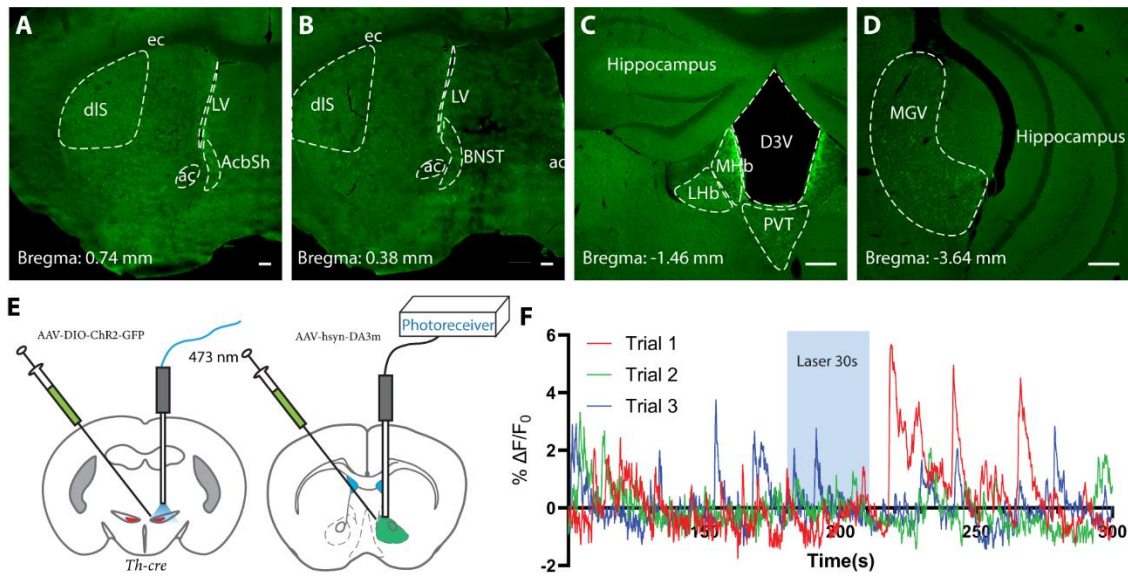 A
ec
dlS
LV
AcbSh
ac
Bregma: 0.74 mm
B
ec
dlS
LV
BNST
ac
ac
Bregma: 0.38 mm
C
Hippocampus
D3V
MHb
LHb
PVT
Bregma: -1.46 mm
D
MGV
Hippocampus
Bregma: -3.64 mm
E
AAV-DIO-ChR2-GFP
473 nm
Th-cre
AAV-hsyn-DA3m
Photoreceiver
F
% ΔF/F0
6
4
2
0
-2
Trial 1
Trial 2
Trial 3
Laser 30s
150
200
250
300
Time(s)